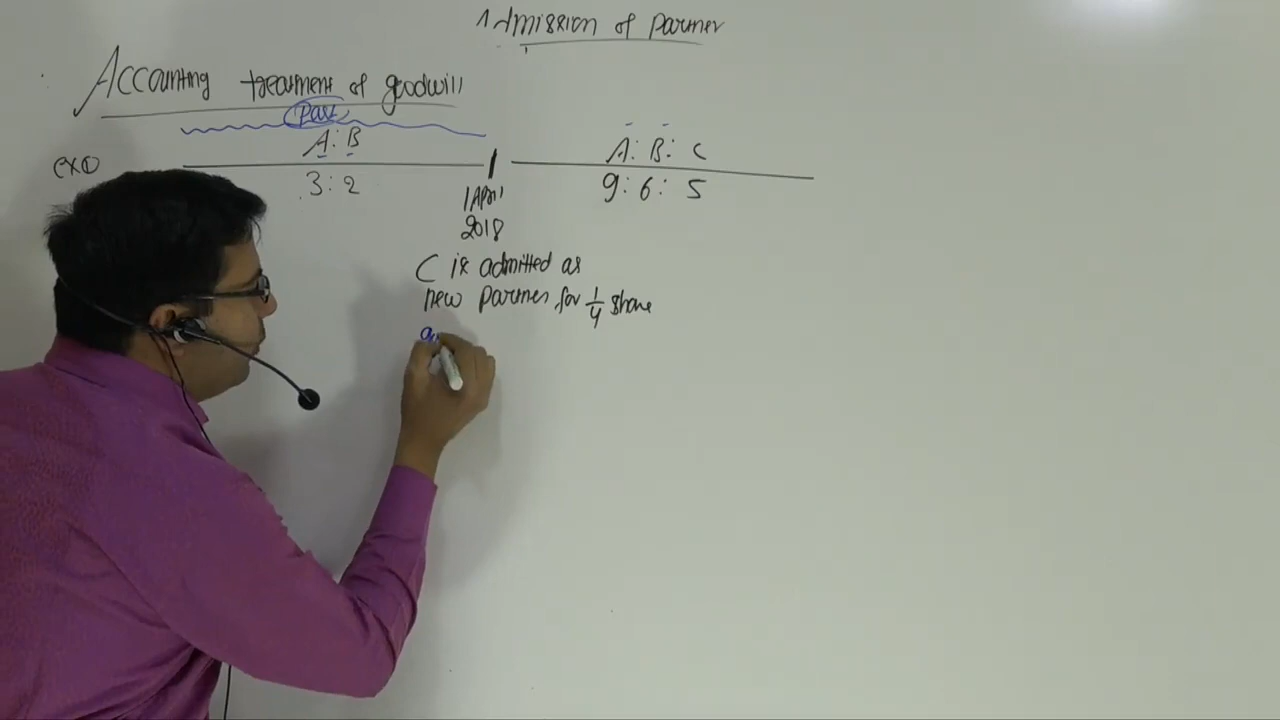 Admission of partner
Accounting treatment of goodwill
Past
A: B
A: B: C
ex①
3: 2
9: 6: 5
1 April
2018
C is admitted as
new partner for 1/4 share